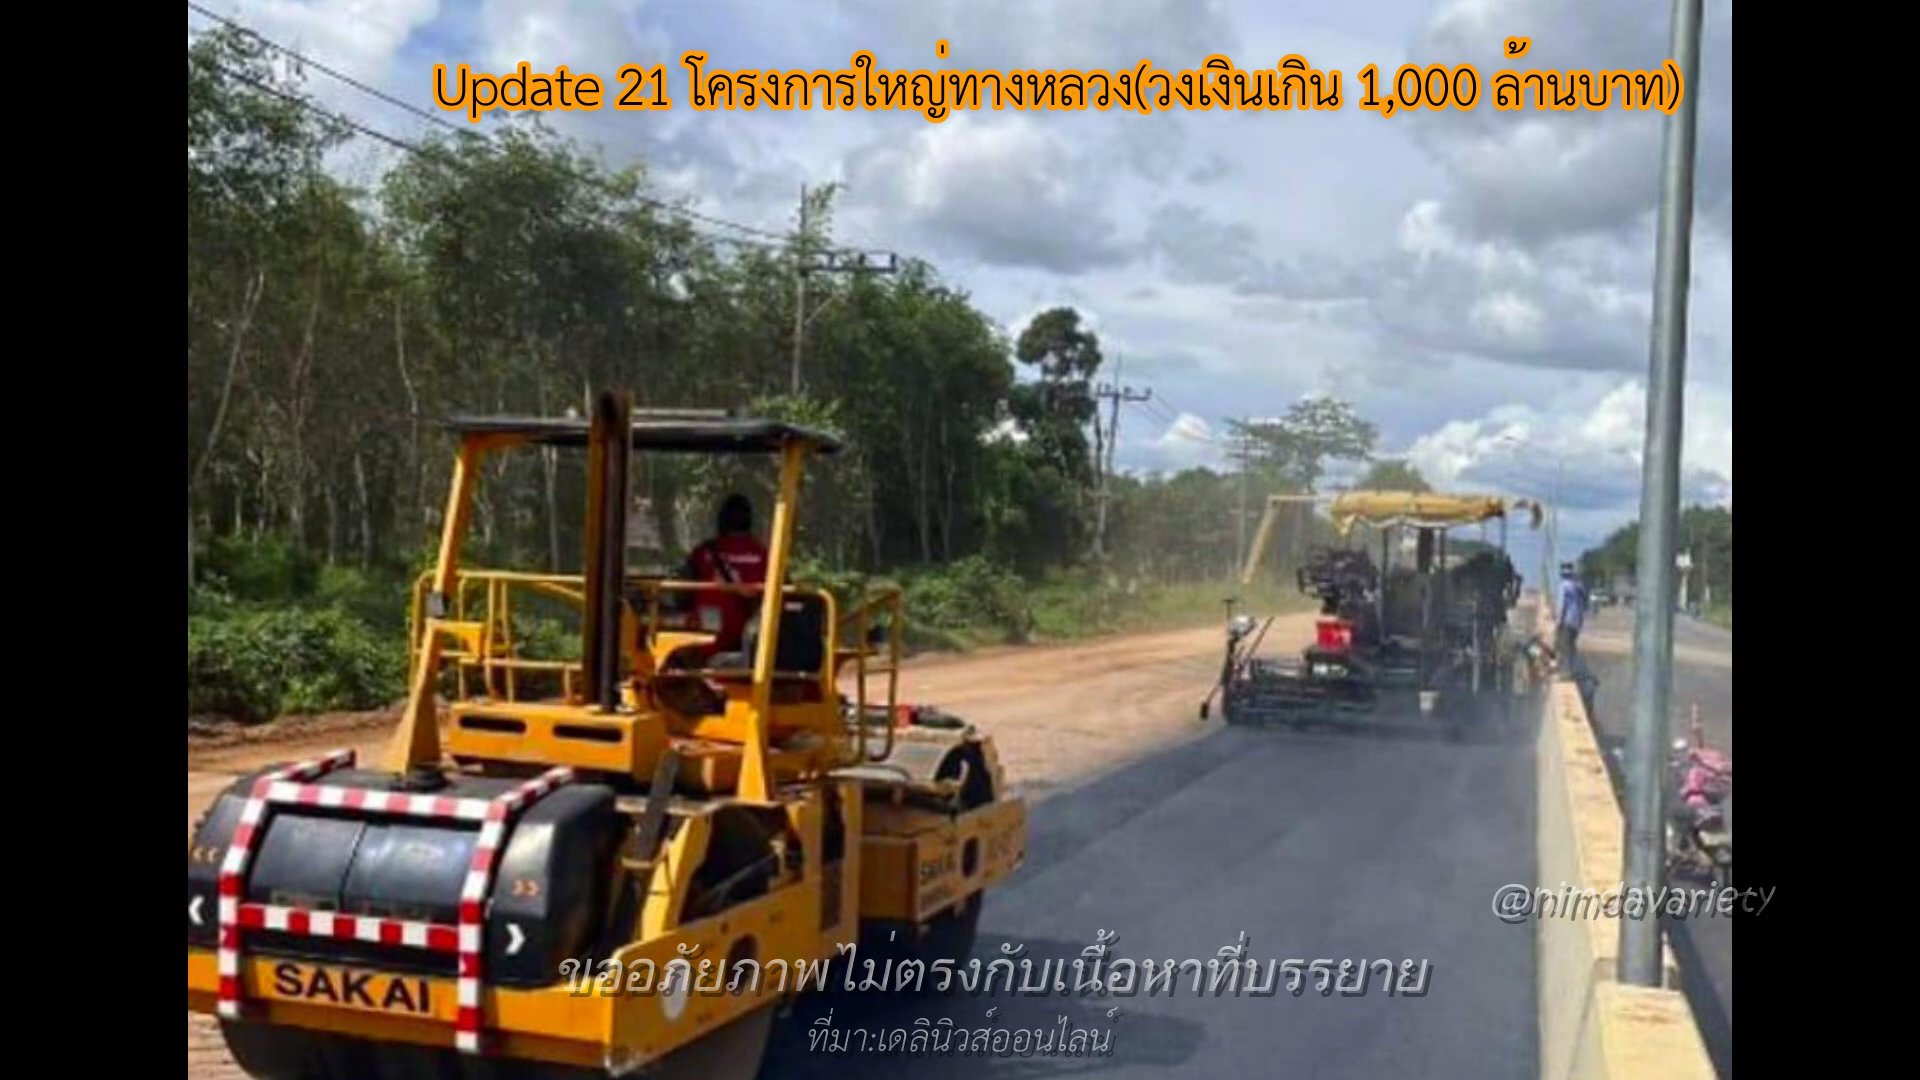 Update 21 โครงการใหญ่ทางหลวง(วงเงินเกิน 1,000 ล้านบาท)
SAKAI
SAKAI
@nimdavariety
ขออภัยภาพไม่ตรงกับเนื้อหาที่บรรยาย
ที่มา:เดลินิวส์ออนไลน์